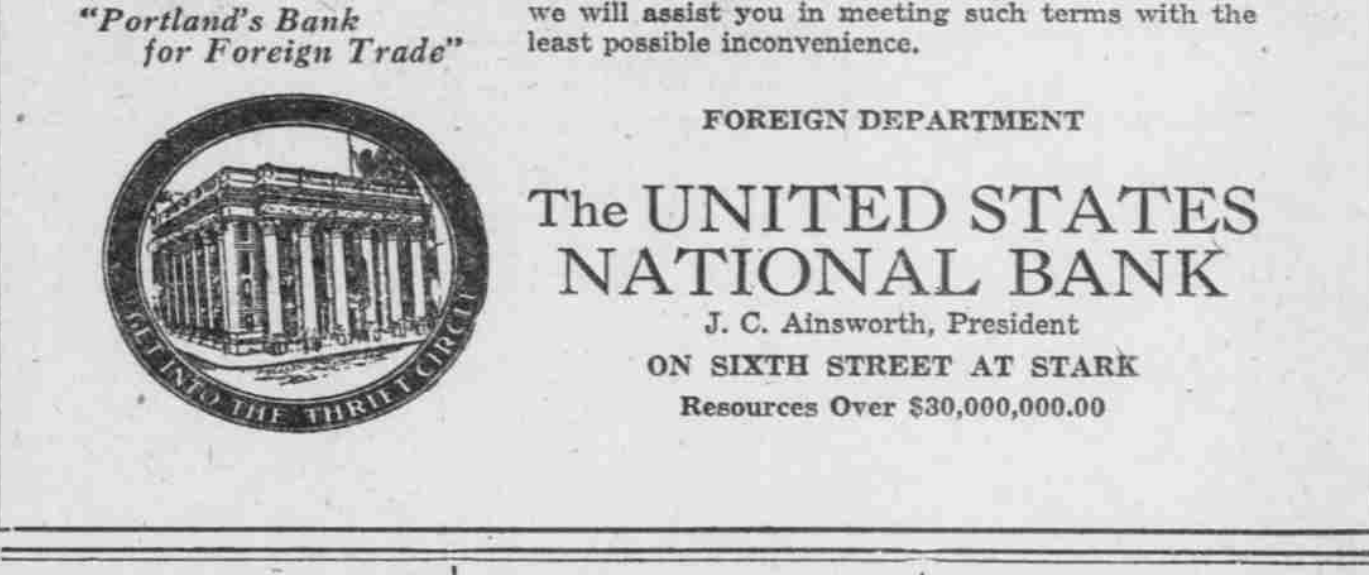 "Portland's Bank
for Foreign Trade"
we will assist you in meeting such terms with the
least possible inconvenience.
GET INTO THE THRIFT CIRCLE
FOREIGN DEPARTMENT
The UNITED STATES
NATIONAL BANK
J. C. Ainsworth, President
ON SIXTH STREET AT STARK
Resources Over $30,000,000.00